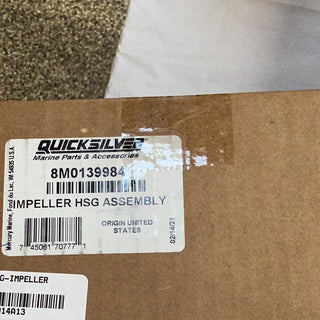 QUICKSILVER
Marine Parts & Accessories
8M0139984
IMPELLER HSG ASSEMBLY
ORIGIN UNITED
STATES
7 45061 70777 1
02/14/21
Mercury Marine, Fond du Lac, WI 54935 U.S.A.
G-IMPELLER
014A13